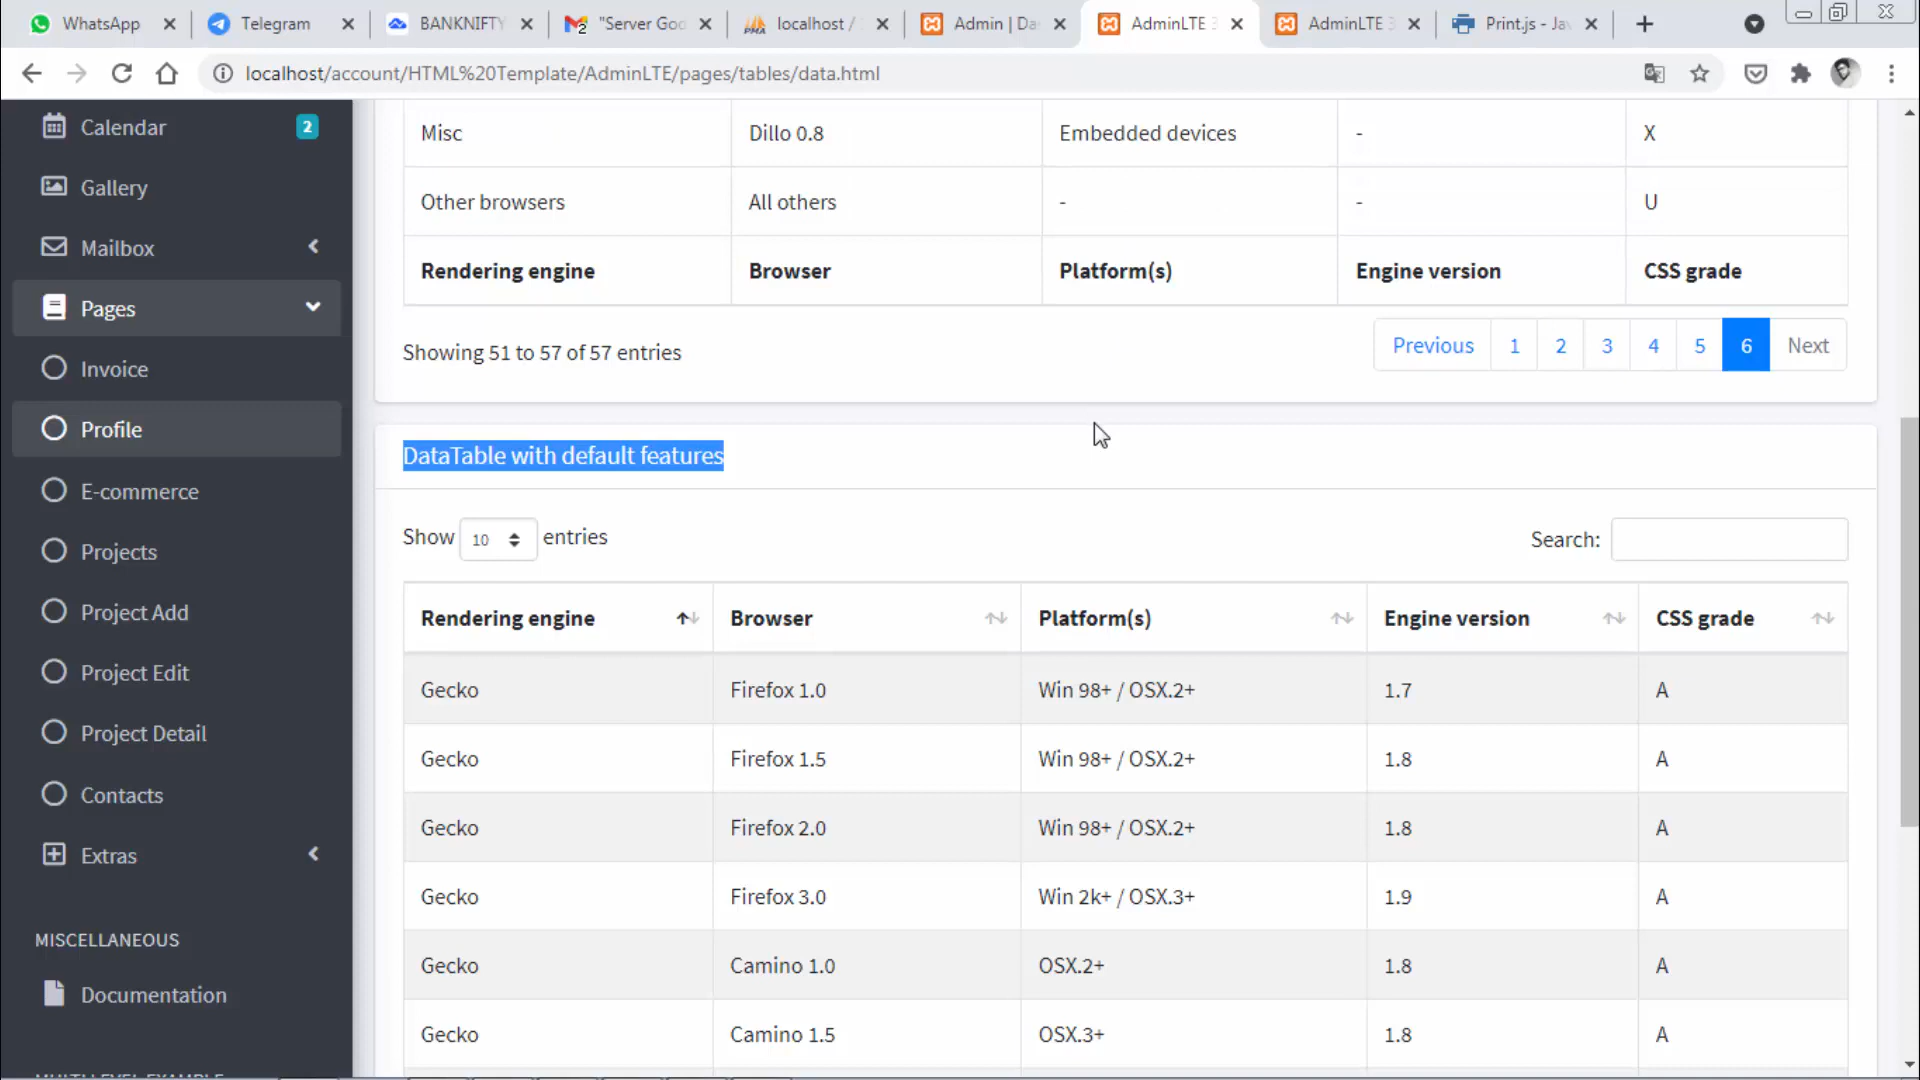 WhatsApp
Telegram
BANKNIFTY
"Server Goo
localhost /
Admin | Da
AdminLTE 3
AdminLTE 3
Print.js - Jav
localhost/account/HTML%20Template/AdminLTE/pages/tables/data.html
Calendar 2
Gallery
Mailbox
Pages
Invoice
Profile
E-commerce
Projects
Project Add
Project Edit
Project Detail
Contacts
Extras
MISCELLANEOUS
Documentation
MULTI LEVEL EXAMPLE
Misc Dillo 0.8 Embedded devices - X
Other browsers All others - - U
Rendering engine Browser Platform(s) Engine version CSS grade
Showing 51 to 57 of 57 entries
Previous 1 2 3 4 5 6 Next
DataTable with default features
Show 10 entries
Search:
Rendering engine Browser Platform(s) Engine version CSS grade
Gecko Firefox 1.0 Win 98+ / OSX.2+ 1.7 A
Gecko Firefox 1.5 Win 98+ / OSX.2+ 1.8 A
Gecko Firefox 2.0 Win 98+ / OSX.2+ 1.8 A
Gecko Firefox 3.0 Win 2k+ / OSX.3+ 1.9 A
Gecko Camino 1.0 OSX.2+ 1.8 A
Gecko Camino 1.5 OSX.3+ 1.8 A